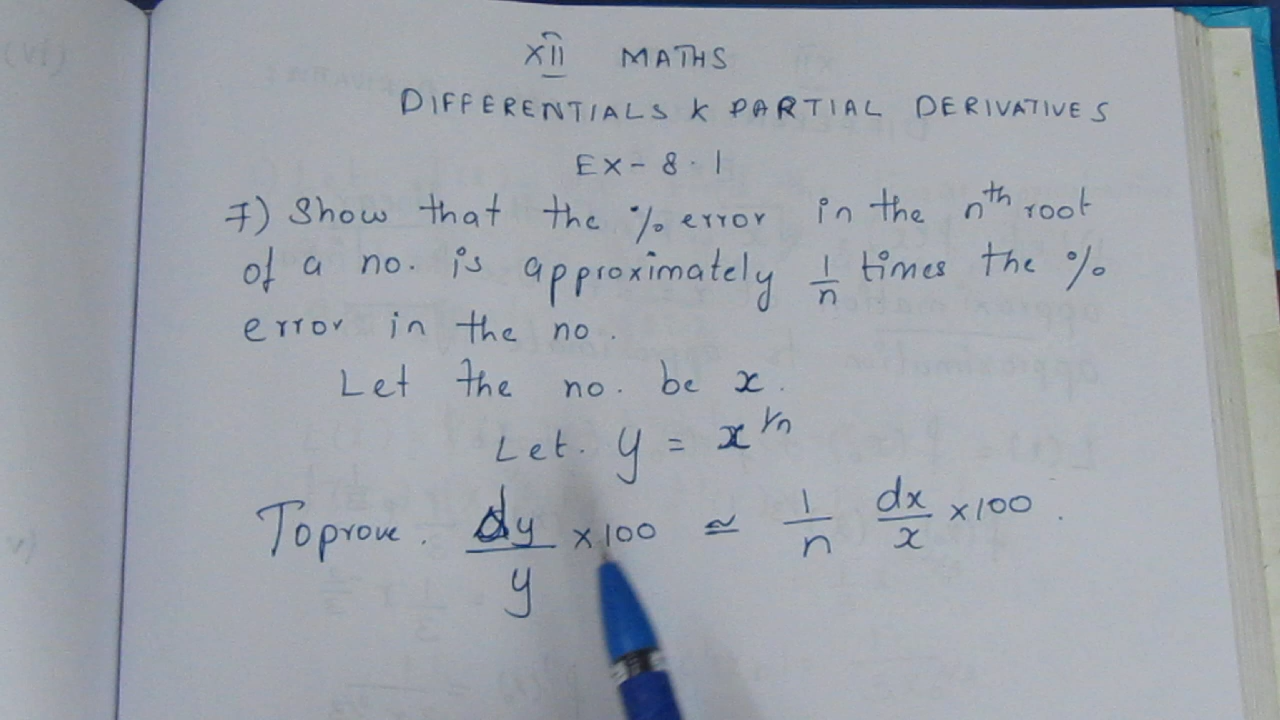 XII MATHS
DIFFERENTIALS & PARTIAL DERIVATIVES
EX - 8.1
7) Show that the % error in the nth root
of a no. is approximately 1/n times the %
error in the no.
Let the no. be x.
Let. y = x^1/n
To prove. dy/y × 100 ≃ 1/n dx/x × 100.